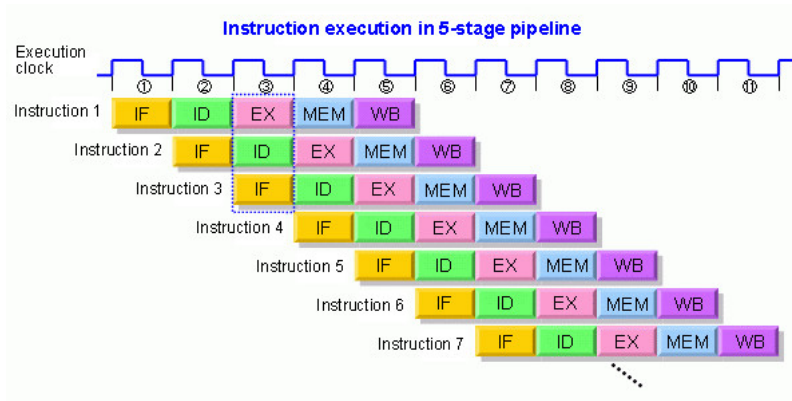 Instruction execution in 5-stage pipeline
Execution
clock
① ② ③ ④ ⑤ ⑥ ⑦ ⑧ ⑨ ⑩ ⑪
Instruction 1 IF ID EX MEM WB
Instruction 2 IF ID EX MEM WB
Instruction 3 IF ID EX MEM WB
Instruction 4 IF ID EX MEM WB
Instruction 5 IF ID EX MEM WB
Instruction 6 IF ID EX MEM WB
Instruction 7 IF ID EX MEM WB